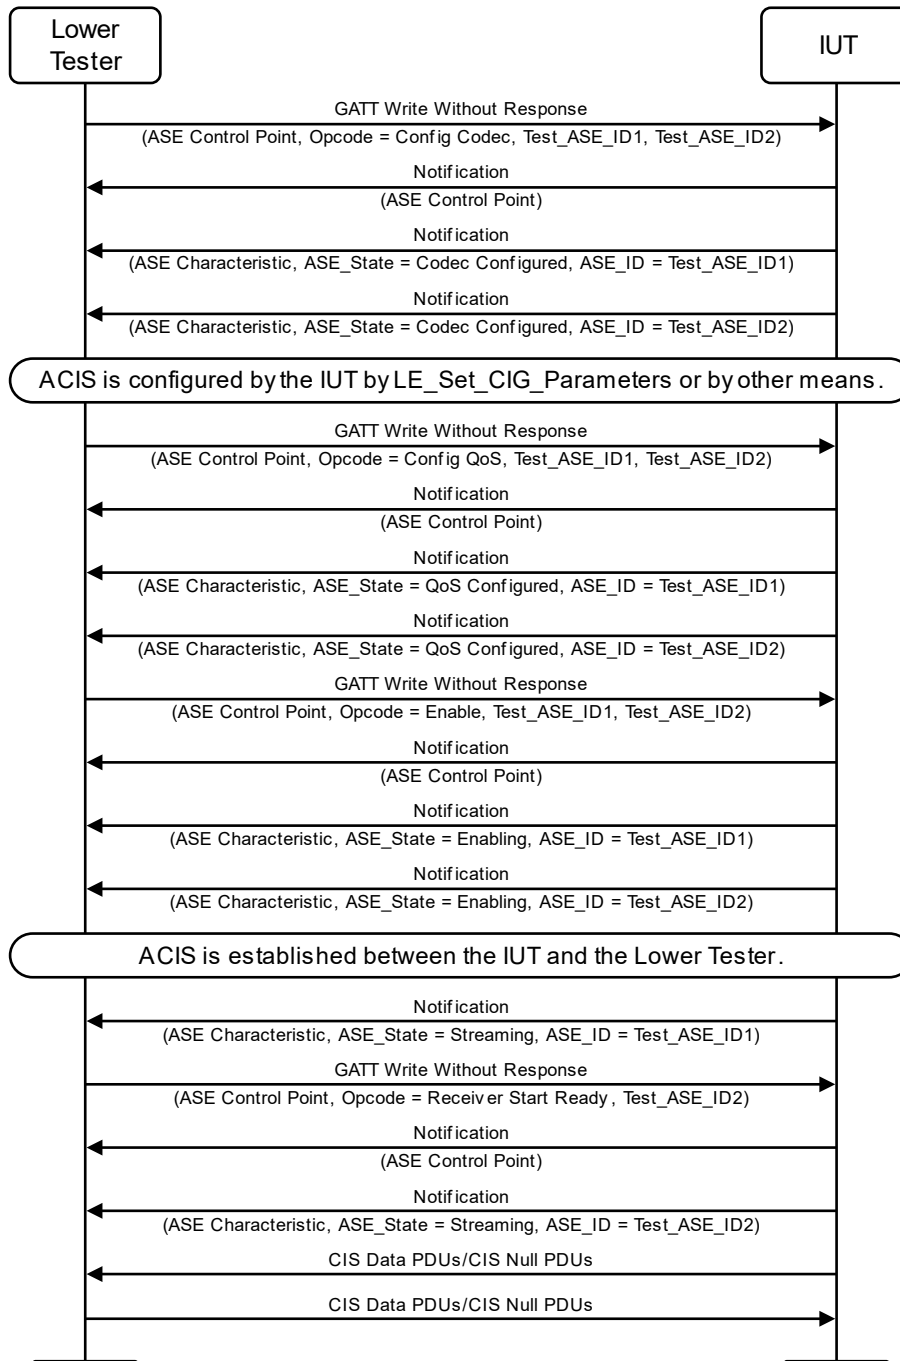 Lower
Tester
IUT
GATT Write Without Response
(ASE Control Point, Opcode = Config Codec, Test_ASE_ID1, Test_ASE_ID2)
Notification
(ASE Control Point)
Notification
(ASE Characteristic, ASE_State = Codec Configured, ASE_ID = Test_ASE_ID1)
Notification
(ASE Characteristic, ASE_State = Codec Configured, ASE_ID = Test_ASE_ID2)
A CIS is configured by the IUT by LE_Set_CIG_Parameters or by other means.
GATT Write Without Response
(ASE Control Point, Opcode = Config QoS, Test_ASE_ID1, Test_ASE_ID2)
Notification
(ASE Control Point)
Notification
(ASE Characteristic, ASE_State = QoS Configured, ASE_ID = Test_ASE_ID1)
Notification
(ASE Characteristic, ASE_State = QoS Configured, ASE_ID = Test_ASE_ID2)
GATT Write Without Response
(ASE Control Point, Opcode = Enable, Test_ASE_ID1, Test_ASE_ID2)
Notification
(ASE Control Point)
Notification
(ASE Characteristic, ASE_State = Enabling, ASE_ID = Test_ASE_ID1)
Notification
(ASE Characteristic, ASE_State = Enabling, ASE_ID = Test_ASE_ID2)
A CIS is established between the IUT and the Lower Tester.
Notification
(ASE Characteristic, ASE_State = Streaming, ASE_ID = Test_ASE_ID1)
GATT Write Without Response
(ASE Control Point, Opcode = Receiver Start Ready, Test_ASE_ID2)
Notification
(ASE Control Point)
Notification
(ASE Characteristic, ASE_State = Streaming, ASE_ID = Test_ASE_ID2)
CIS Data PDUs/CIS Null PDUs
CIS Data PDUs/CIS Null PDUs